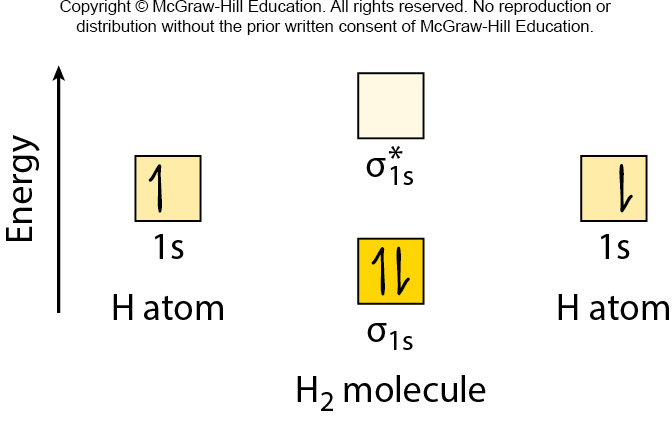 Copyright © McGraw-Hill Education. All rights reserved. No reproduction or
distribution without the prior written consent of McGraw-Hill Education.
Energy
σ*1s
1s
1s
H atom
σ1s
H atom
H2 molecule